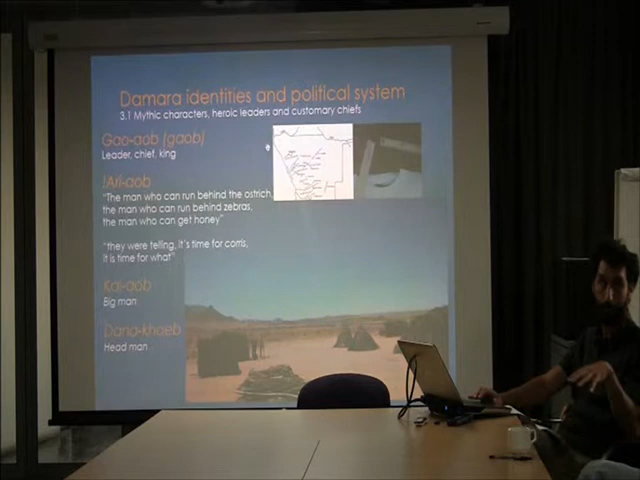 Damara identities and political system
3.1 Mythic characters, heroic leaders and customary chiefs
Gao-aob (gaob)
Leader, chief, king
!Ari-aob
"The man who can run behind the ostrich,
the man who can run behind zebras,
the man who can get honey"
"they were telling, it's time for corris,
it is time for what"
Kai-aob
Big man
Dana-khoeb
Head man